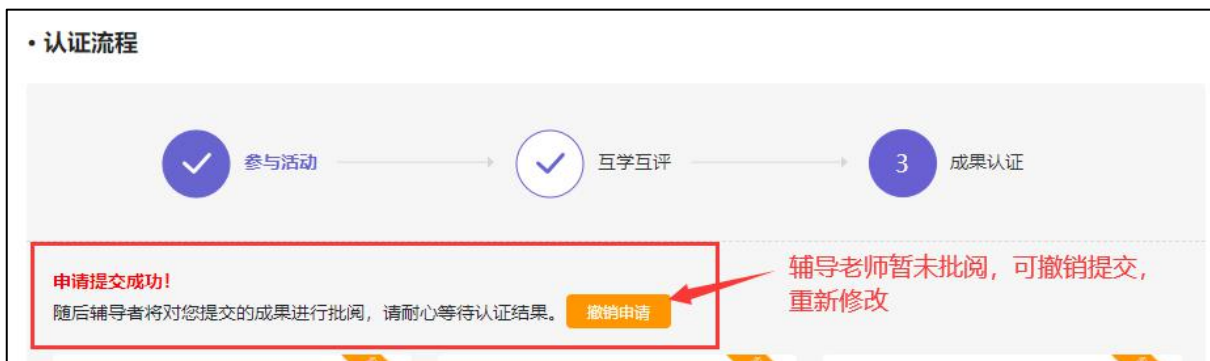 • 认证流程
参与活动
互学互评
3
成果认证
申请提交成功！
随后辅导者将对您提交的成果进行批阅，请耐心等待认证结果。
撤销申请
辅导老师暂未批阅，可撤销提交，
重新修改